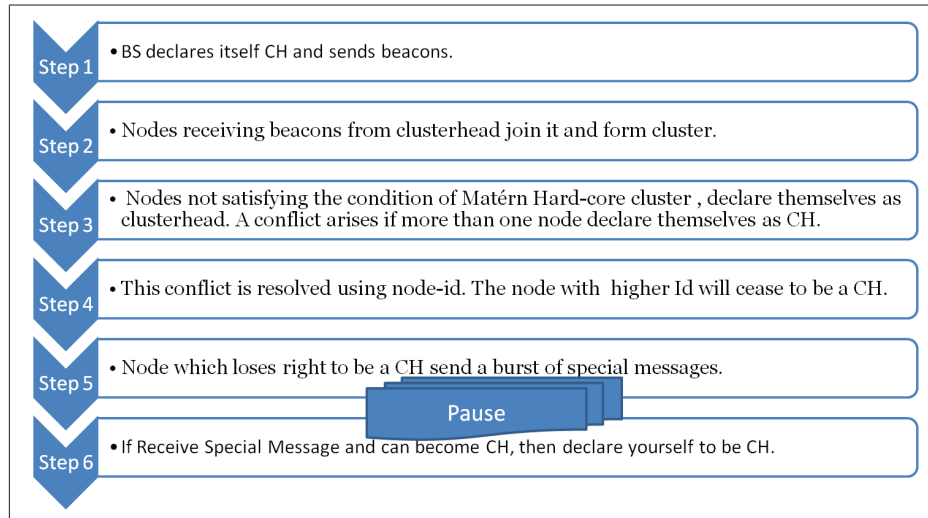 Step 1
• BS declares itself CH and sends beacons.
Step 2
• Nodes receiving beacons from clusterhead join it and form cluster.
Step 3
• Nodes not satisfying the condition of Matérn Hard-core cluster , declare themselves as
clusterhead. A conflict arises if more than one node declare themselves as CH.
Step 4
• This conflict is resolved using node-id. The node with higher Id will cease to be a CH.
Step 5
• Node which loses right to be a CH send a burst of special messages.
Pause
Step 6
• If Receive Special Message and can become CH, then declare yourself to be CH.